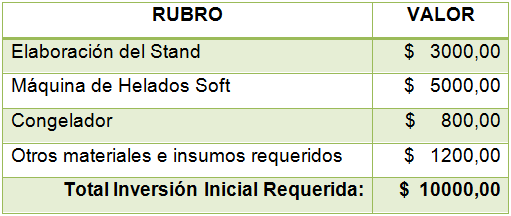 RUBRO VALOR
Elaboración del Stand $ 3000,00
Máquina de Helados Soft $ 5000,00
Congelador $ 800,00
Otros materiales e insumos requeridos $ 1200,00
Total Inversión Inicial Requerida: $ 10000,00